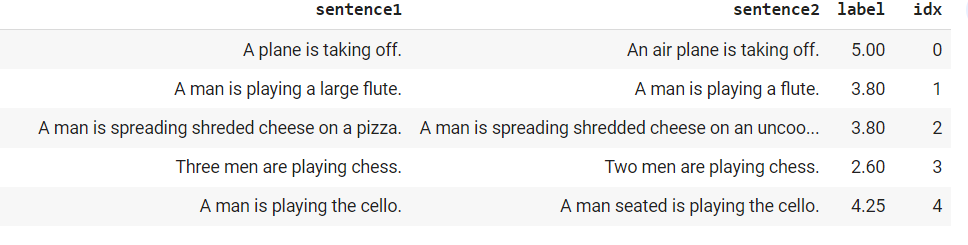 sentence1 sentence2 label idx
A plane is taking off. An air plane is taking off. 5.00 0
A man is playing a large flute. A man is playing a flute. 3.80 1
A man is spreading shreded cheese on a pizza. A man is spreading shredded cheese on an uncoo... 3.80 2
Three men are playing chess. Two men are playing chess. 2.60 3
A man is playing the cello. A man seated is playing the cello. 4.25 4